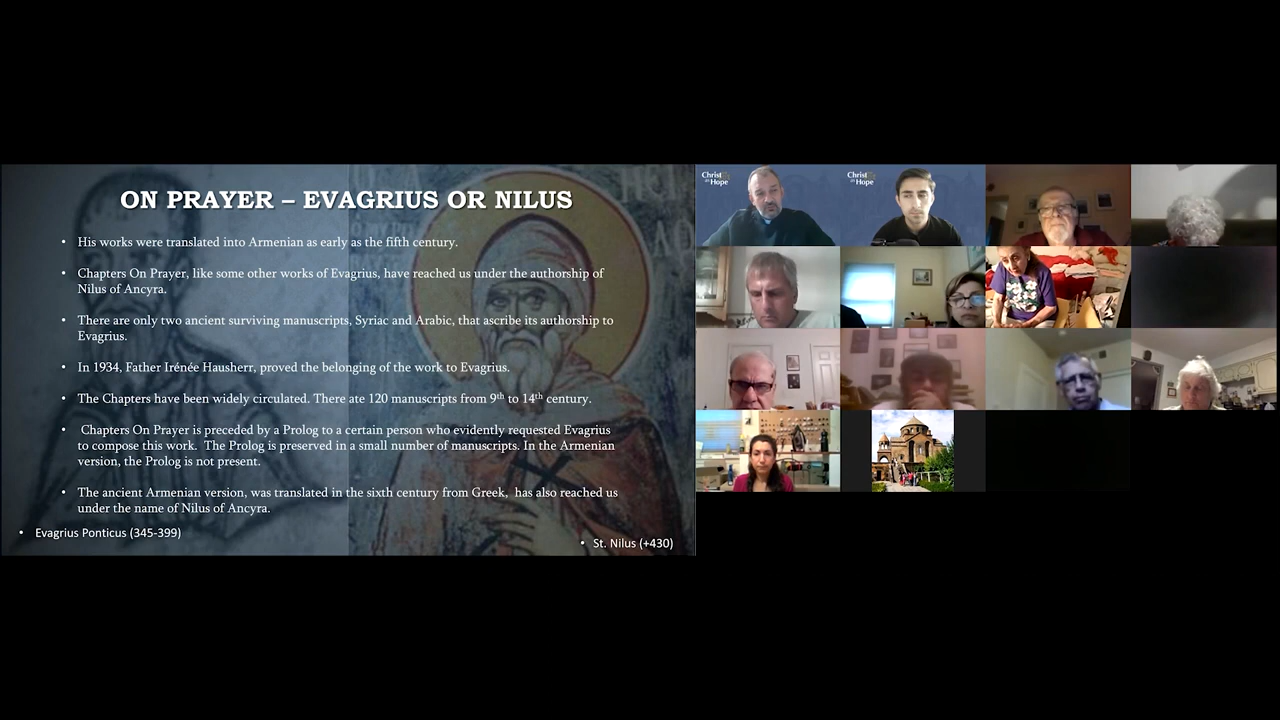 ON PRAYER – EVAGRIUS OR NILUS
• His works were translated into Armenian as early as the fifth century.
• Chapters On Prayer, like some other works of Evagrius, have reached us under the authorship of
Nilus of Ancyra.
• There are only two ancient surviving manuscripts, Syriac and Arabic, that ascribe its authorship to
Evagrius.
• In 1934, Father Irénée Hausherr, proved the belonging of the work to Evagrius.
• The Chapters have been widely circulated. There ate 120 manuscripts from 9th to 14th century.
• Chapters On Prayer is preceded by a Prolog to a certain person who evidently requested Evagrius
to compose this work. The Prolog is preserved in a small number of manuscripts. In the Armenian
version, the Prolog is not present.
• The ancient Armenian version, was translated in the sixth century from Greek, has also reached us
under the name of Nilus of Ancyra.
• Evagrius Ponticus (345-399)
• St. Nilus (+430)
Christ
Hope
Christ
Hope